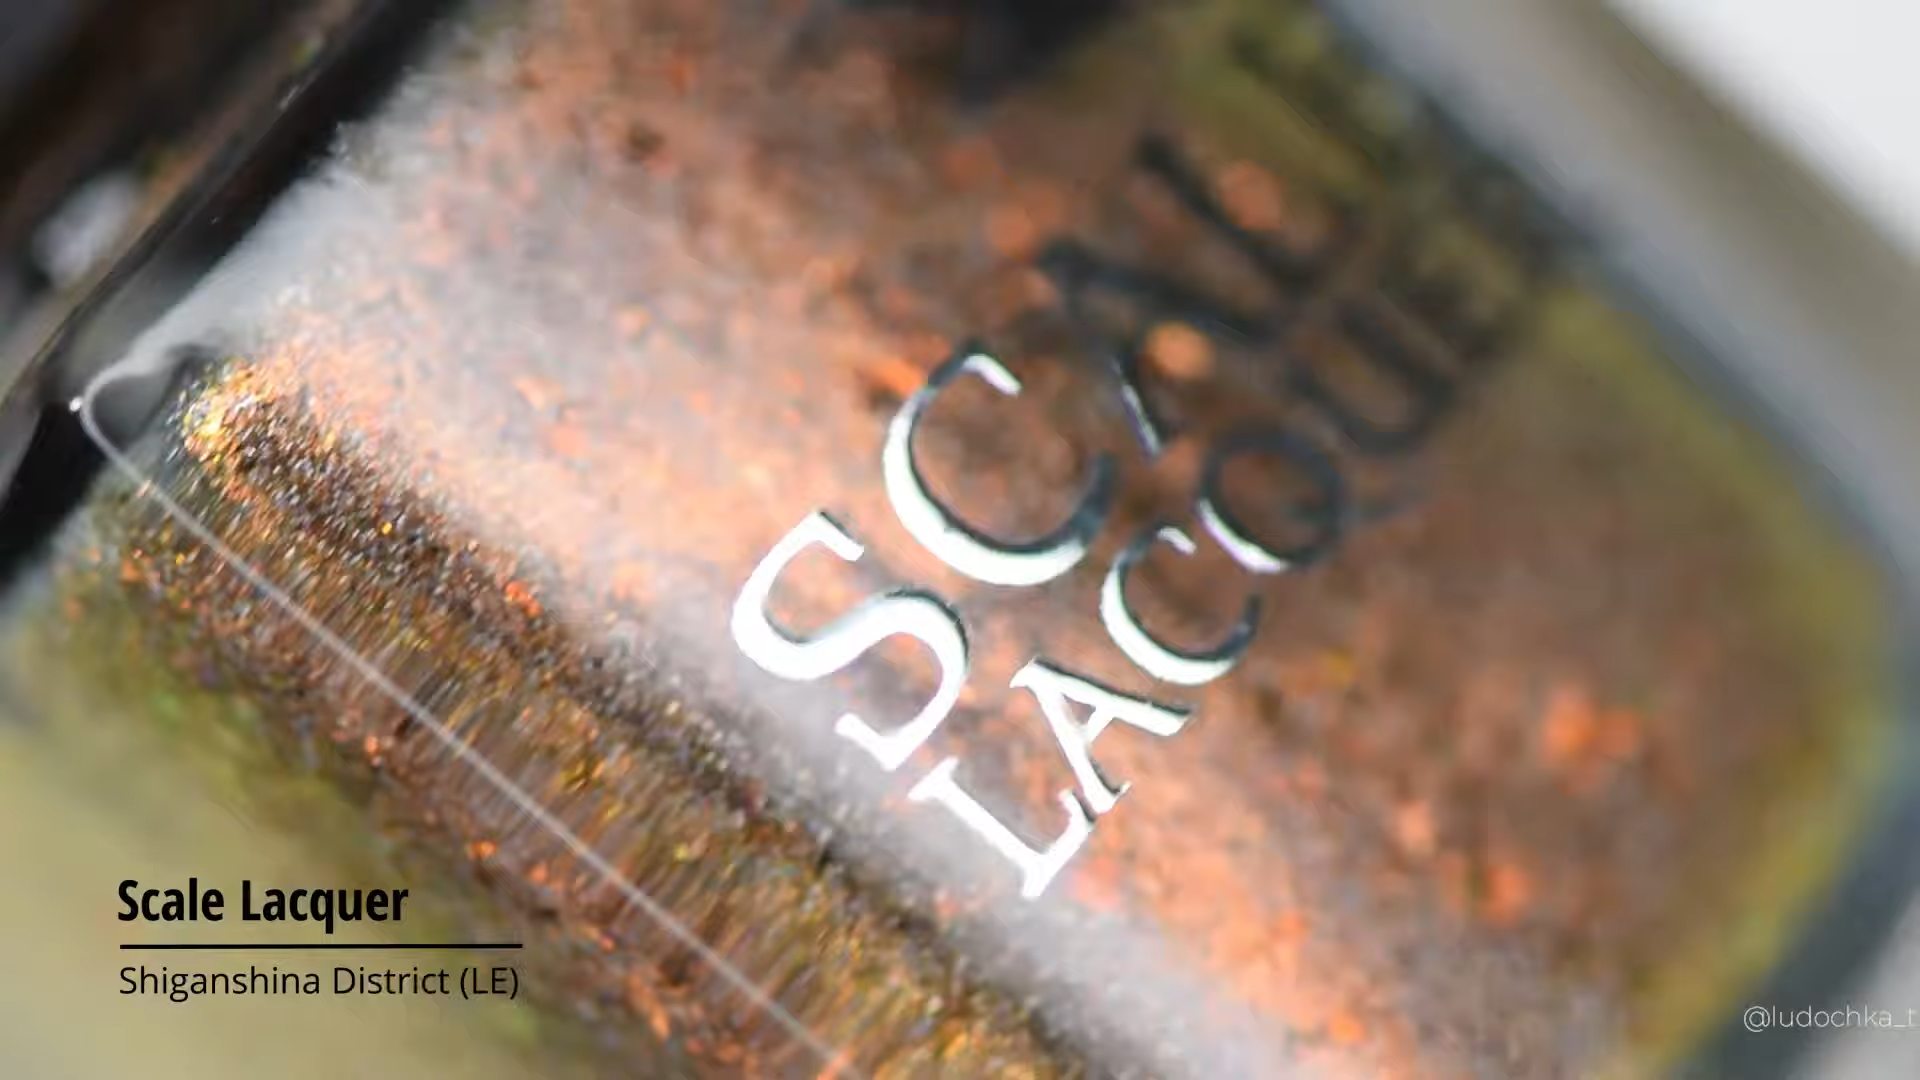 SCAL
LACQU
Scale Lacquer
Shiganshina District (LE)
@ludochka_t